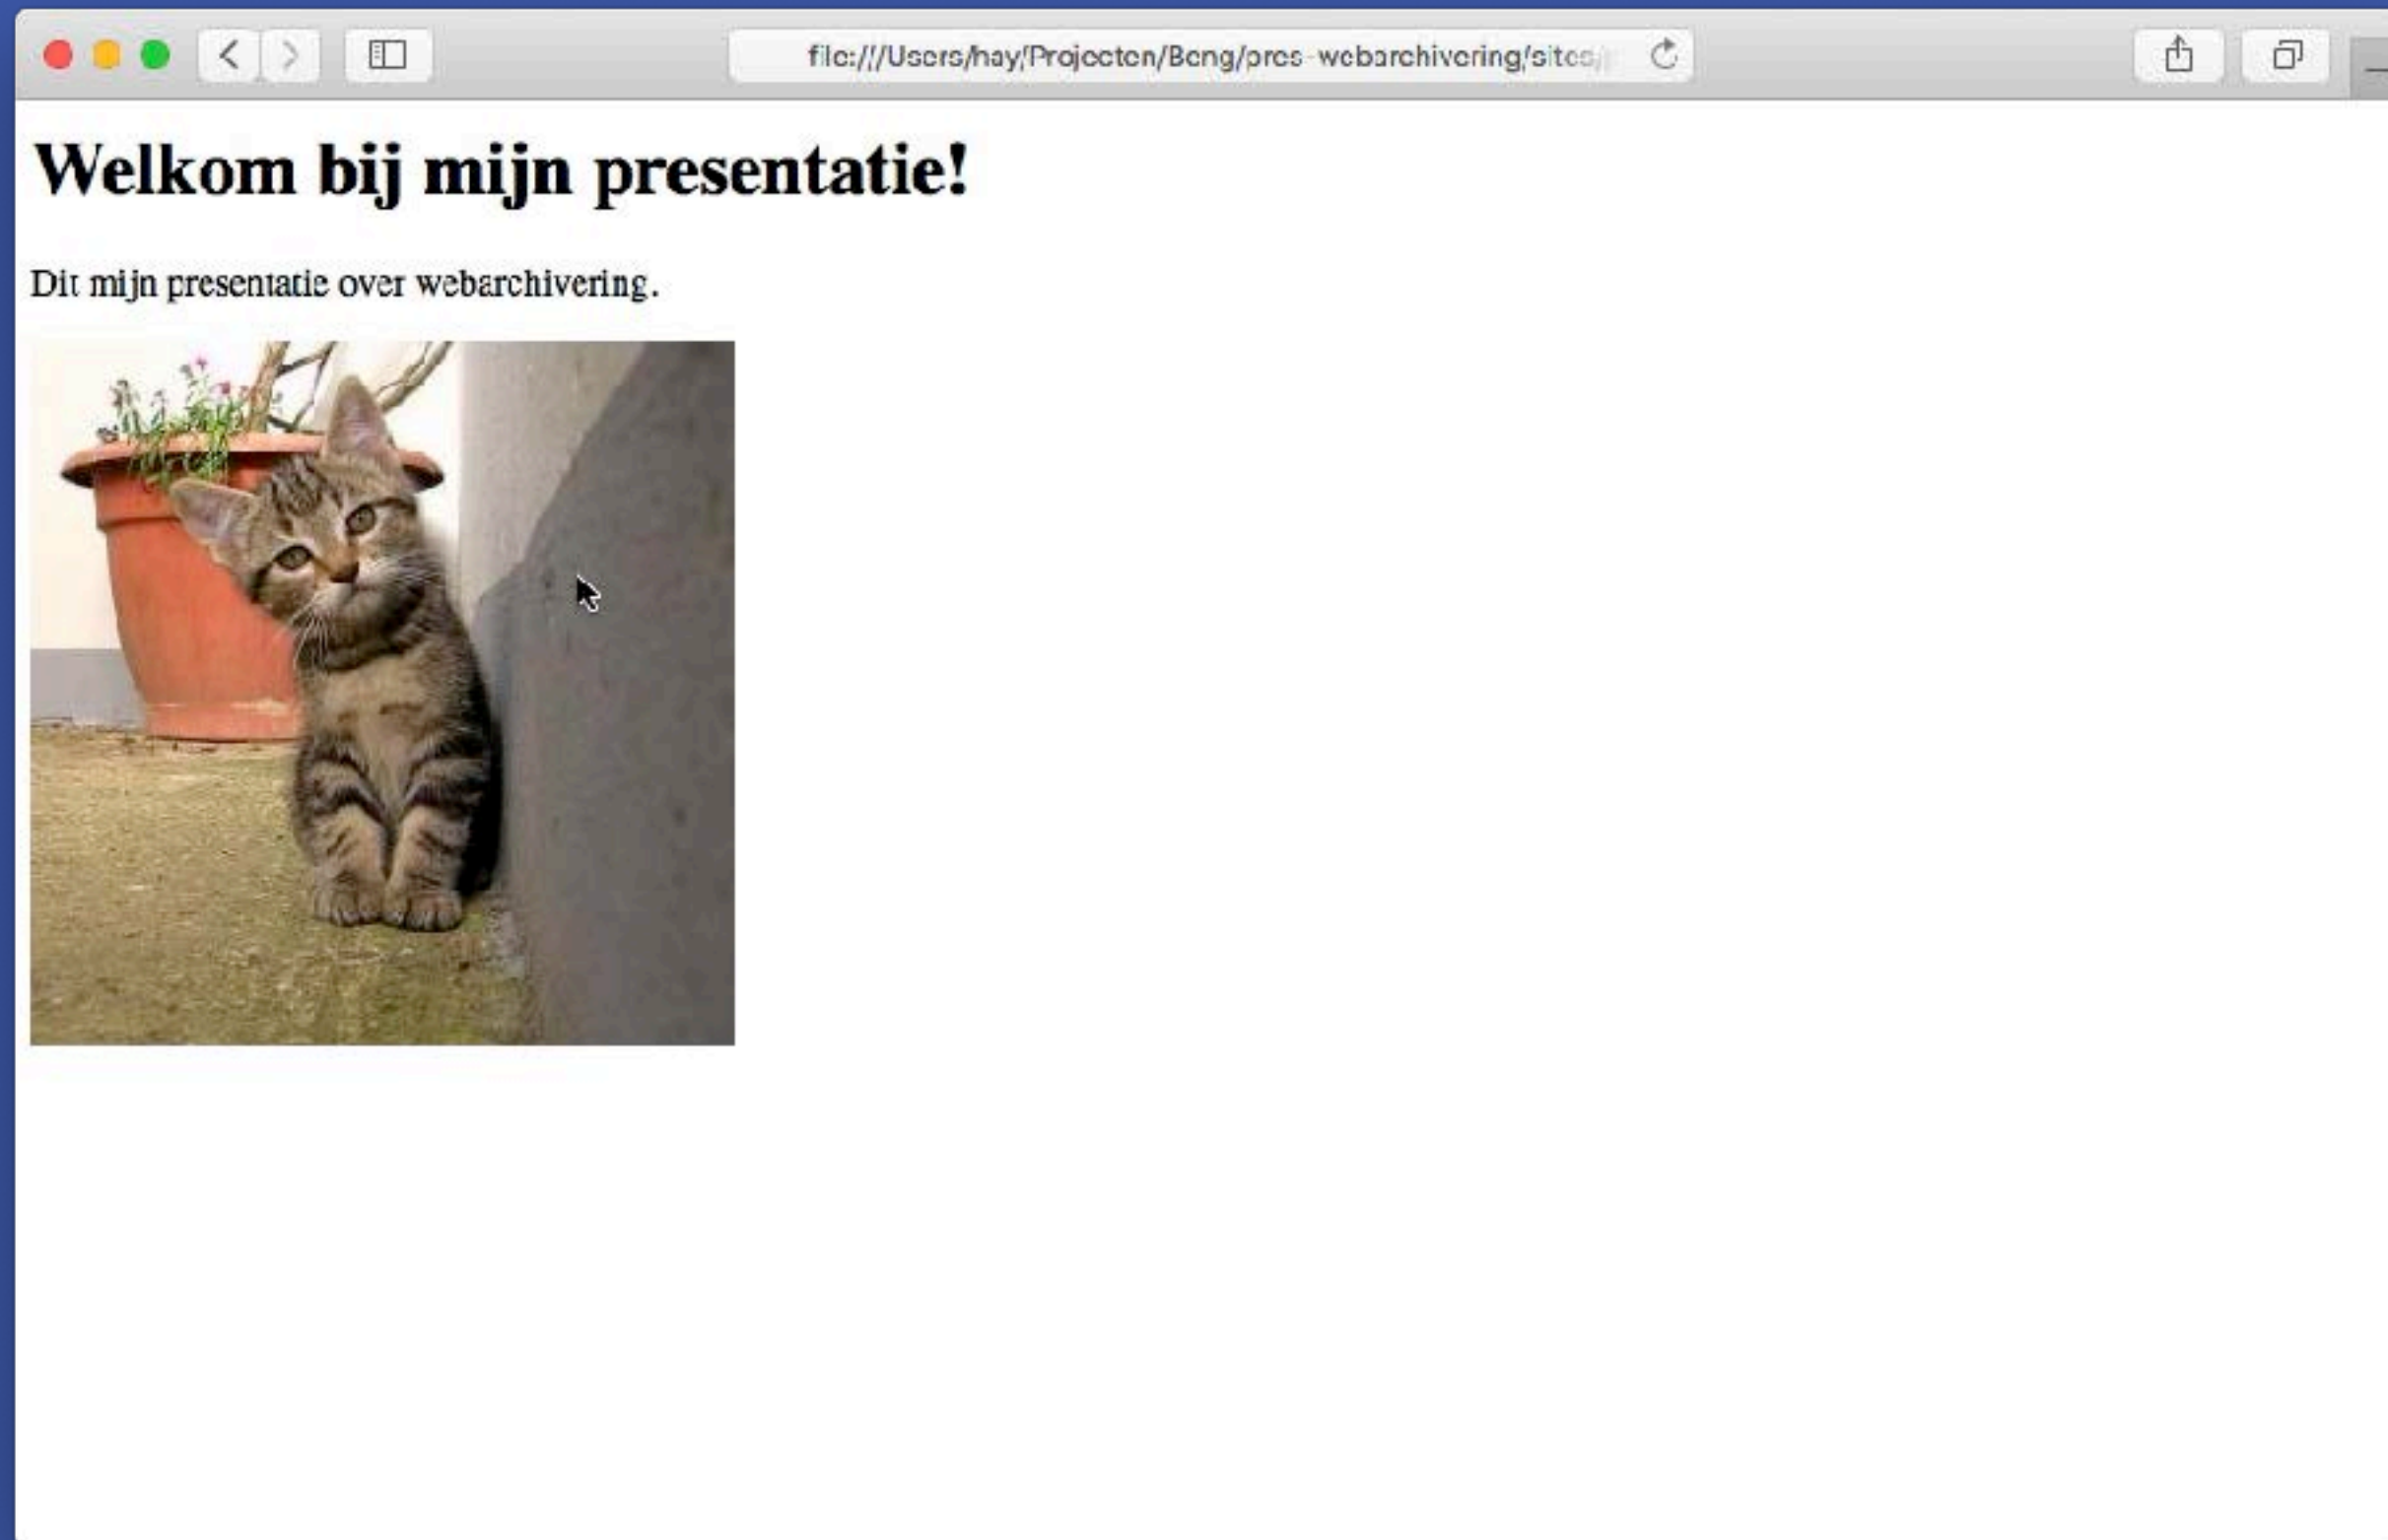 file:///Users/hay/Projecten/Beng/pres-webarchivering/sites/
Welkom bij mijn presentatie!
Dit mijn presentatie over webarchivering.